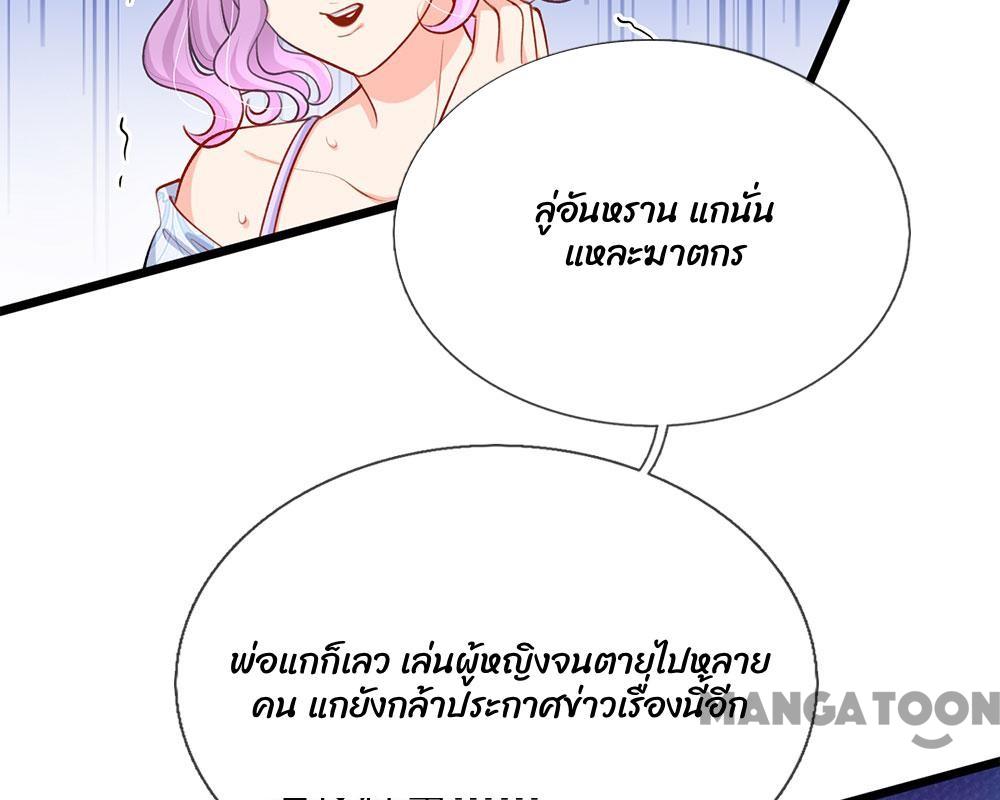 ลู่อันหราน แกนั่น
แหละฆาตกร
พ่อแกก็เลว เล่นผู้หญิงจนตายไปหลาย
คน แกยังกล้าประกาศข่าวเรื่องนี้อีก
MANGATOON